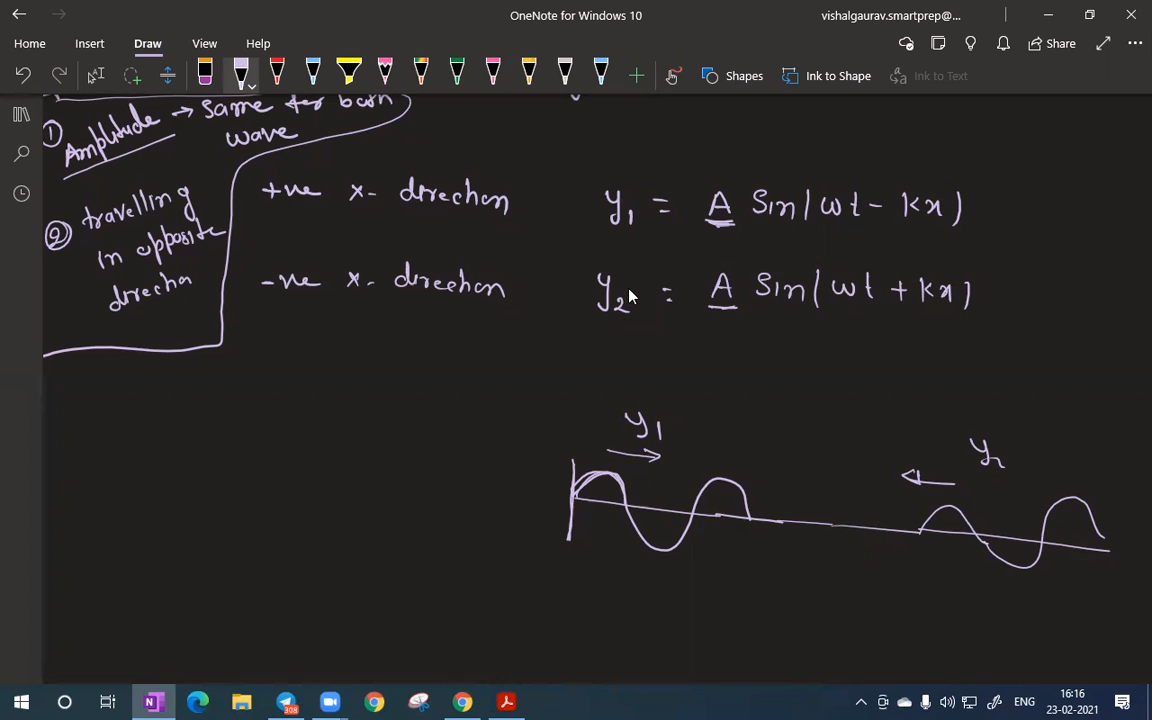 OneNote for Windows 10
vishalgaurav.smartprep@...
Home Insert Draw View Help
Share
Shapes
Ink to Shape
Ink to Text
① Amplitude → same for both
wave
② travelling
in opposite
direction
+ve x- direction
y1 = A Sin(ωt - kx)
-ve x- direction
y2 = A Sin(ωt + kx)
y1
y2
308
ENG
16:16
23-02-2021